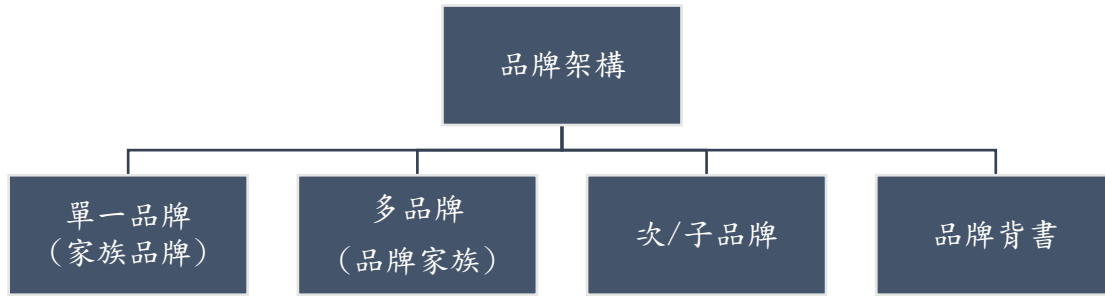 品牌架構
單一品牌
（家族品牌）
多品牌
（品牌家族）
次/子品牌
品牌背書